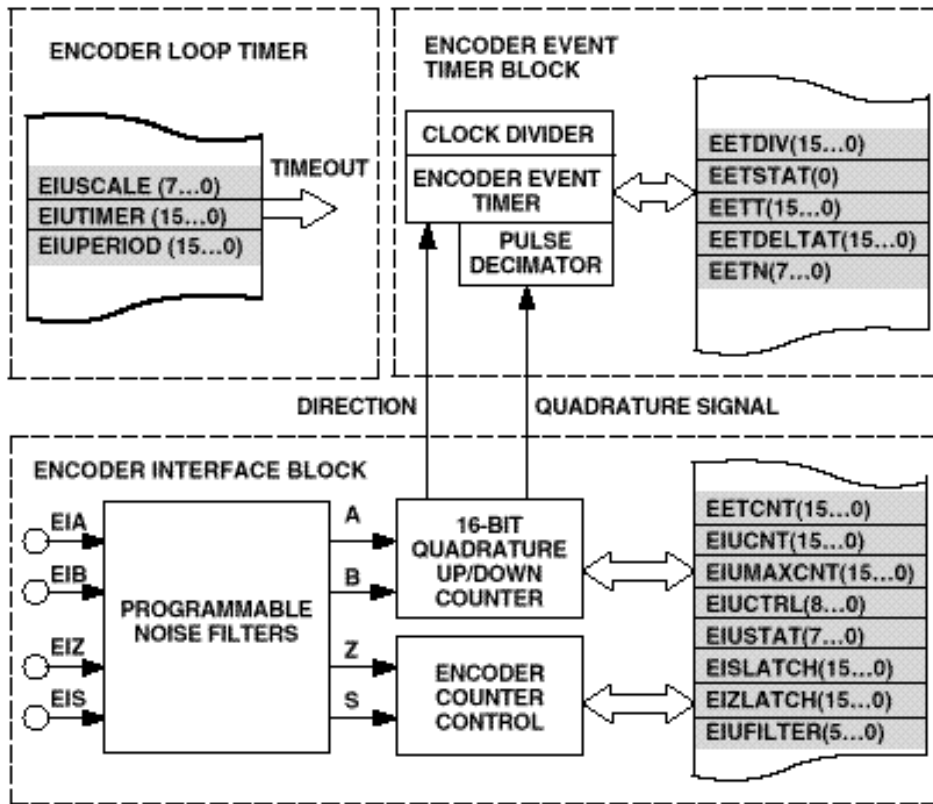 ENCODER LOOP TIMER
EIUSCALE (7...0)
EIUTIMER (15...0)
EIUPERIOD (15...0)
TIMEOUT
ENCODER EVENT
TIMER BLOCK
CLOCK DIVIDER
ENCODER EVENT
TIMER
PULSE
DECIMATOR
EETDIV(15...0)
EETSTAT(0)
EETT(15...0)
EETDELTAT(15...0)
EETN(7...0)
DIRECTION
QUADRATURE SIGNAL
ENCODER INTERFACE BLOCK
EIA
EIB
EIZ
EIS
PROGRAMMABLE
NOISE FILTERS
A
B
Z
S
16-BIT
QUADRATURE
UP/DOWN
COUNTER
ENCODER
COUNTER
CONTROL
EETCNT(15...0)
EIUCNT(15...0)
EIUMAXCNT(15...0)
EIUCTRL(8...0)
EIUSTAT(7...0)
EISLATCH(15...0)
EIZLATCH(15...0)
EIUFILTER(5...0)